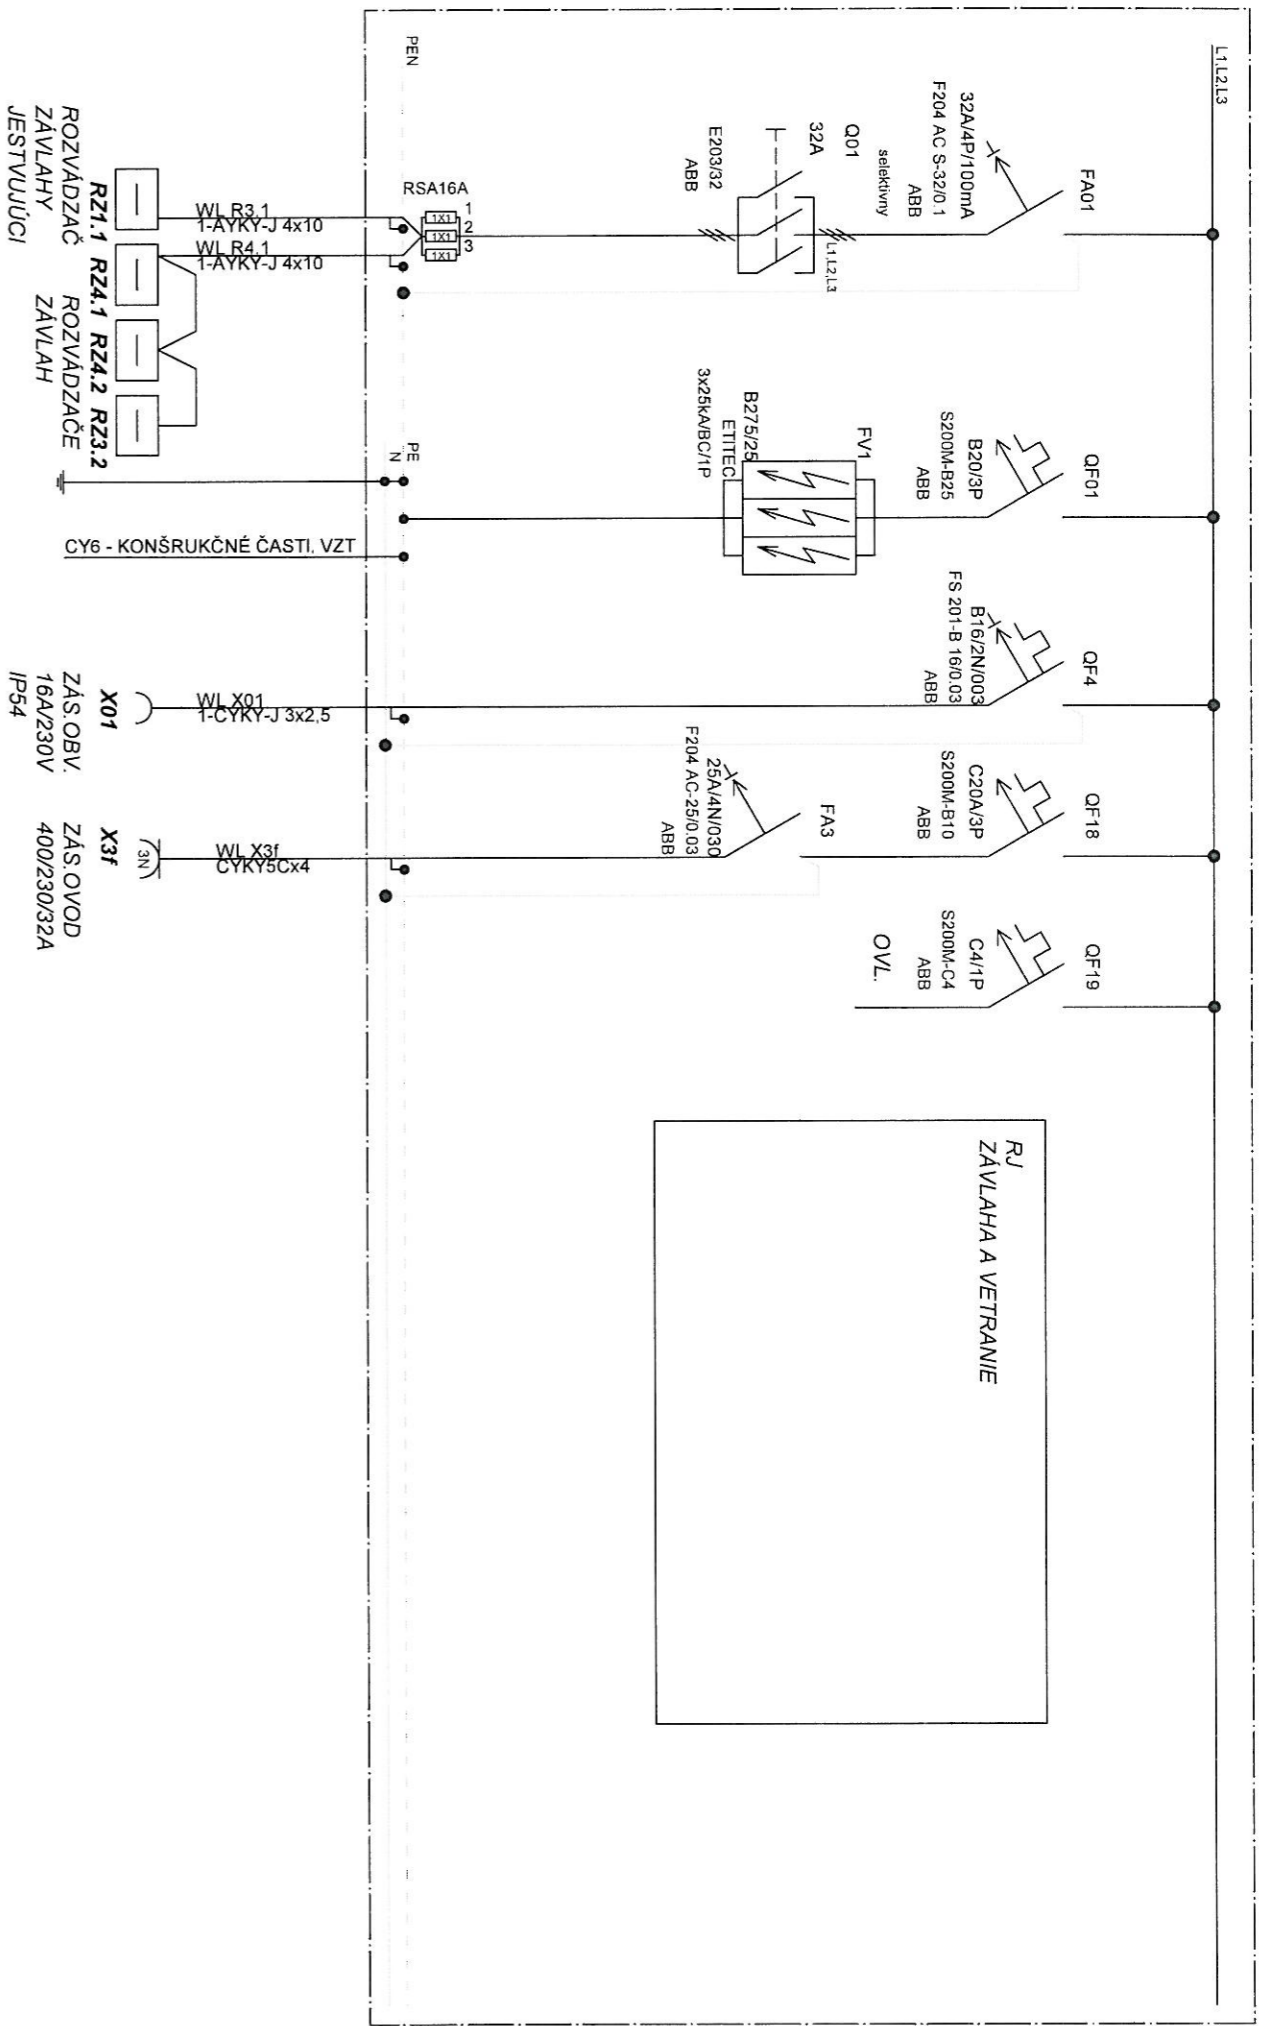 L1,L2,L3
FA01
32A/4P/100mA
F204 AC S-32/0.1
ABB
selektivny
Q01
32A
L1,L2,L3
E203/32
ABB
RSA16A
1
2
3
1X1
1X1
1X1
PEN
WL R3.1
1-AYKY-J 4x10
WL R4.1
1-AYKY-J 4x10
RZ1.1
RZ4.1
RZ4.2
RZ3.2
ROZVÁDZAČ
ZÁVLAHY
JESTVUJÚCI
ROZVÁDZAČE
ZÁVLAH
QF01
B20/3P
S200M-B25
ABB
FV1
B275/25
ETITEC
3x25kA/BC/1P
PE
N
CY6 - KONŠRUKČNÉ ČASTI, VZT
QF4
B16/2N/003
FS 201-B 16/0.03
ABB
WL X01
1-CYKY-J 3x2,5
X01
ZÁS.OBV.
16A/230V
IP54
QF18
C20A/3P
S200M-B10
ABB
FA3
25A/4N/030
F204 AC-25/0.03
ABB
WL X3f
CYKY5Cx4
3N
X3f
ZÁS.OVOD
400/230/32A
QF19
C4/1P
S200M-C4
ABB
OVL.
RJ
ZÁVLAHA A VETRANIE